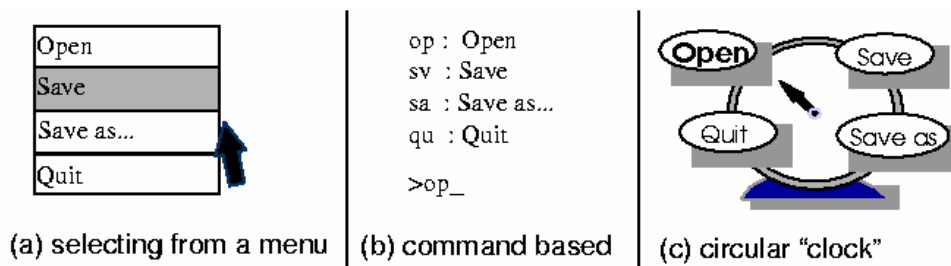 Open
Save
Save as...
Quit
(a) selecting from a menu
op : Open
sv : Save
sa : Save as...
qu : Quit
>op_
(b) command based
Open
Save
Quit
Save as
(c) circular “clock”